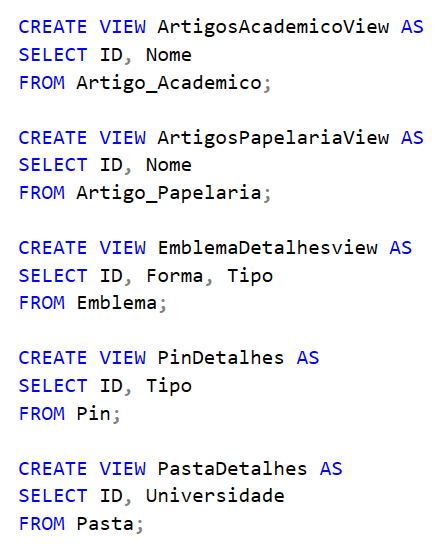 CREATE VIEW ArtigosAcademicoView AS
SELECT ID, Nome
FROM Artigo_Academico;
CREATE VIEW ArtigosPapelariaView AS
SELECT ID, Nome
FROM Artigo_Papelaria;
CREATE VIEW EmblemaDetalhesview AS
SELECT ID, Forma, Tipo
FROM Emblema;
CREATE VIEW PinDetalhes AS
SELECT ID, Tipo
FROM Pin;
CREATE VIEW PastaDetalhes AS
SELECT ID, Universidade
FROM Pasta;